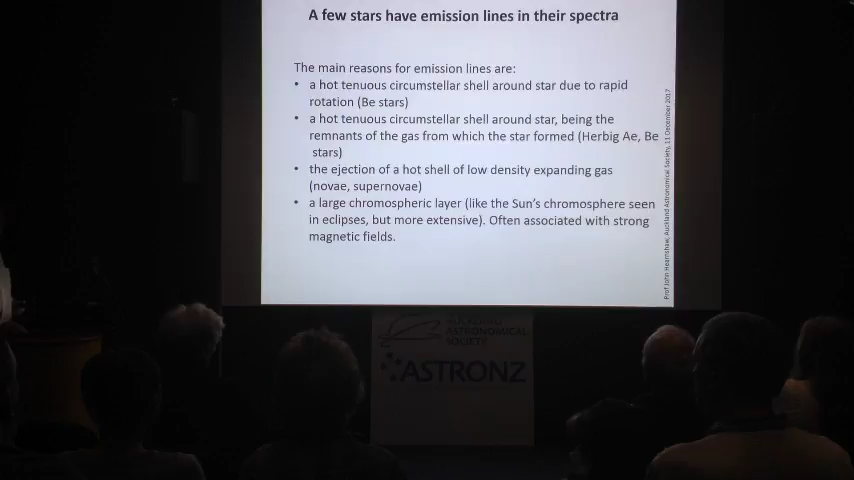 A few stars have emission lines in their spectra
The main reasons for emission lines are:
• a hot tenuous circumstellar shell around star due to rapid
rotation (Be stars)
• a hot tenuous circumstellar shell around star, being the
remnants of the gas from which the star formed (Herbig Ae, Be
stars)
• the ejection of a hot shell of low density expanding gas
(novae, supernovae)
• a large chromospheric layer (like the Sun's chromosphere seen
in eclipses, but more extensive). Often associated with strong
magnetic fields.
Prof John Hearnshaw, Auckland Astronomical Society, 11 December 2017
AUCKLAND
ASTRONOMICAL
SOCIETY
ASTRONZ